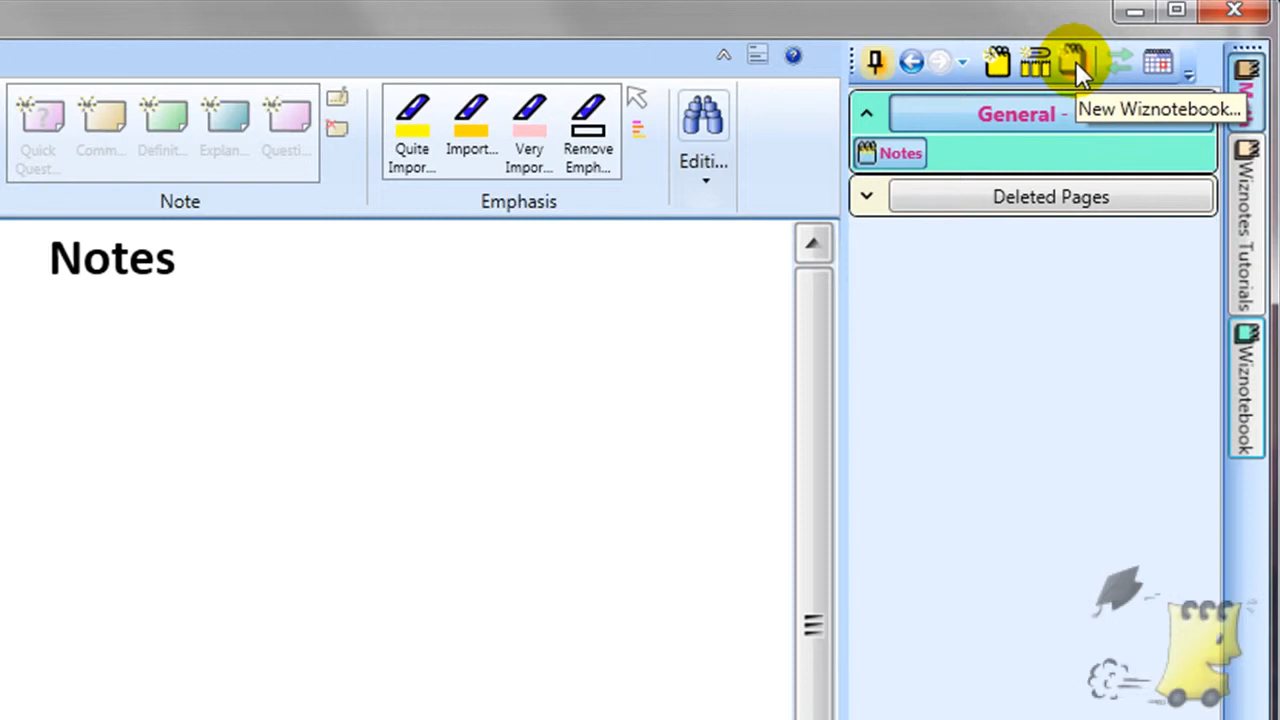 New Wiznotebook...
General -
Notes
Deleted Pages
Quick
Quest...
Comm...
Definit...
Explan...
Questi...
Note
Quite
Impor...
Import...
Very
Impor...
Remove
Emph...
Emphasis
Editi...
Notes
Wiznotes Tutorials
Wiznotebook